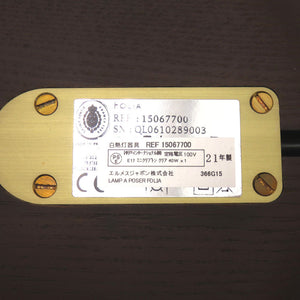 FOLIA
REF :15067700
SN :QL0610289003
白熱灯器具 REF 15067700
定格電圧 100V
E17 ミニクリプトン クリア 40W x1
21年製
エルメスジャポン株式会社
366G15
LAMP A POSER FOLIA